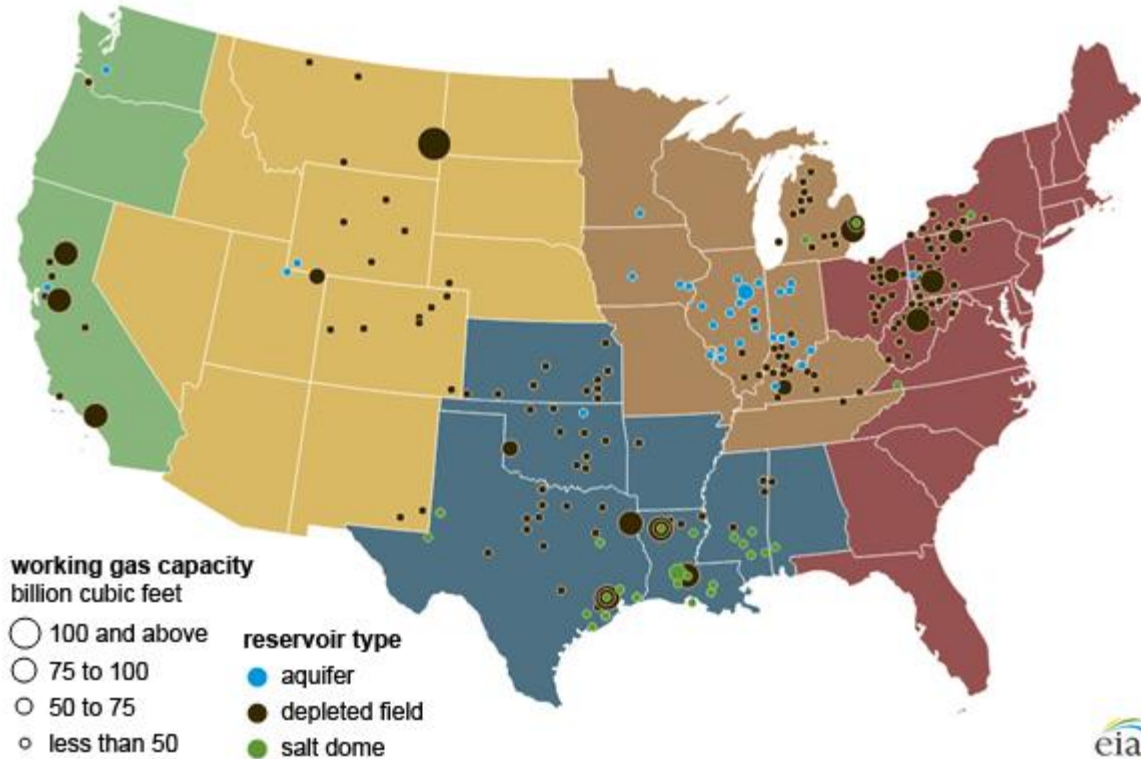 working gas capacity
billion cubic feet
100 and above
75 to 100
50 to 75
less than 50
reservoir type
aquifer
depleted field
salt dome
eia